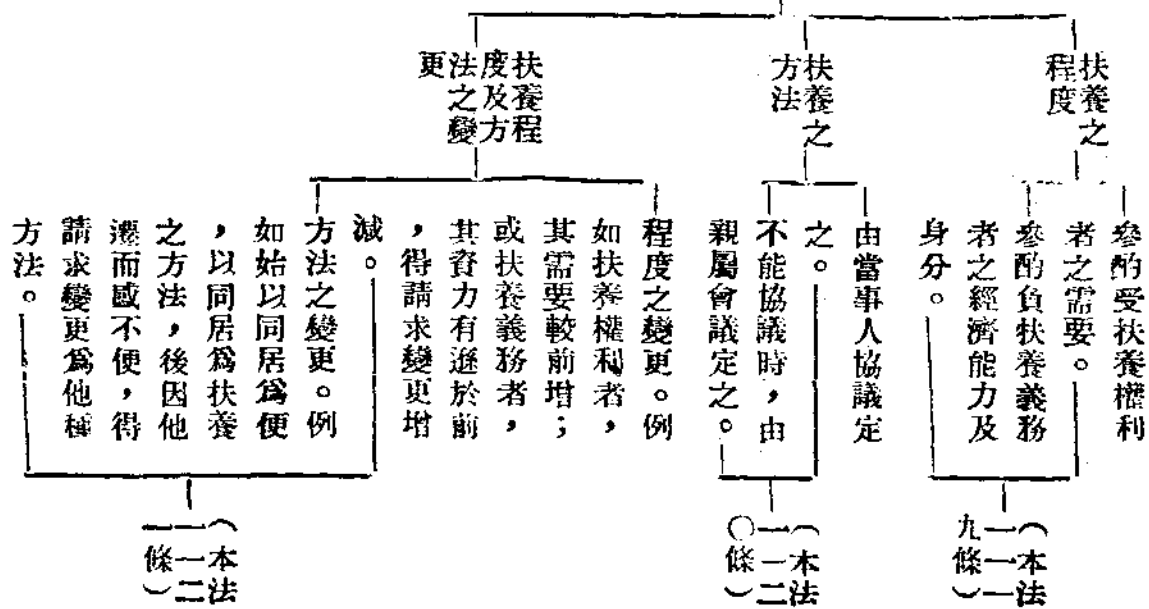 扶養之
程度
參酌受扶養權利
者之需要。
參酌負扶養義務
者之經濟能力及
身分。
(本法
一一一
九條)
扶養之
方法
由當事人協議定
之。
不能協議時,由
親屬會議定之。
(本法
一一二
〇條)
扶養程
度及方
法之變
更
程度之變更。例
如扶養權利者,
其需要較前增;
或扶養義務者,
其資力有遜於前
,得請求變更增
減。
方法之變更。例
如始以同居爲便
,以同居爲扶養
之方法,後因他
遷而感不便,得
請求變更爲他種
方法。
(本法
一一二
一條)